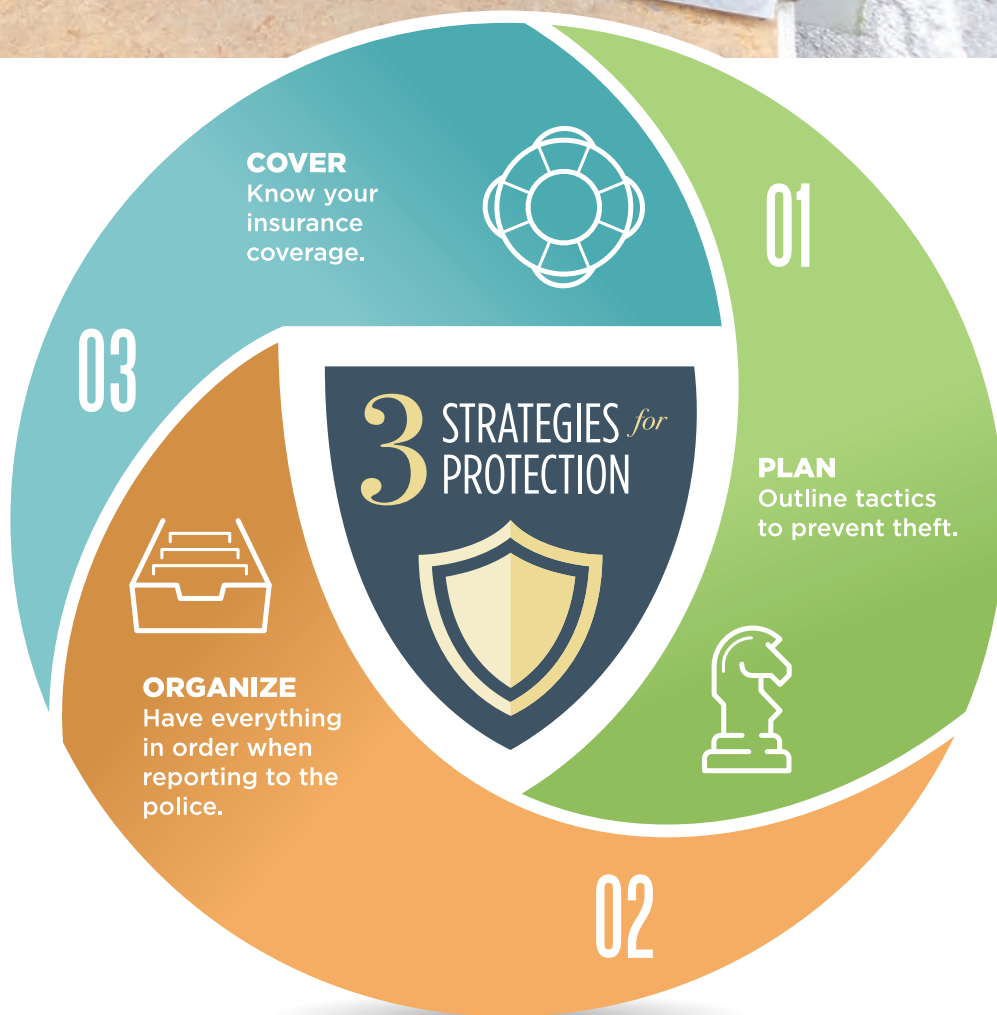 3 STRATEGIES for
PROTECTION
01
PLAN
Outline tactics
to prevent theft.
02
ORGANIZE
Have everything
in order when
reporting to the
police.
03
COVER
Know your
insurance
coverage.